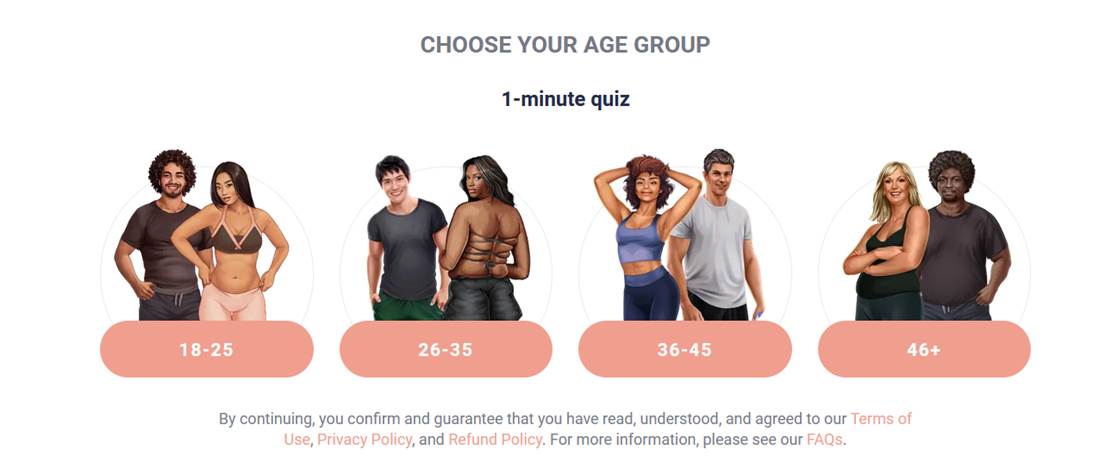 CHOOSE YOUR AGE GROUP
1-minute quiz
18-25
26-35
36-45
46+
By continuing, you confirm and guarantee that you have read, understood, and agreed to our Terms of
Use, Privacy Policy, and Refund Policy. For more information, please see our FAQs.